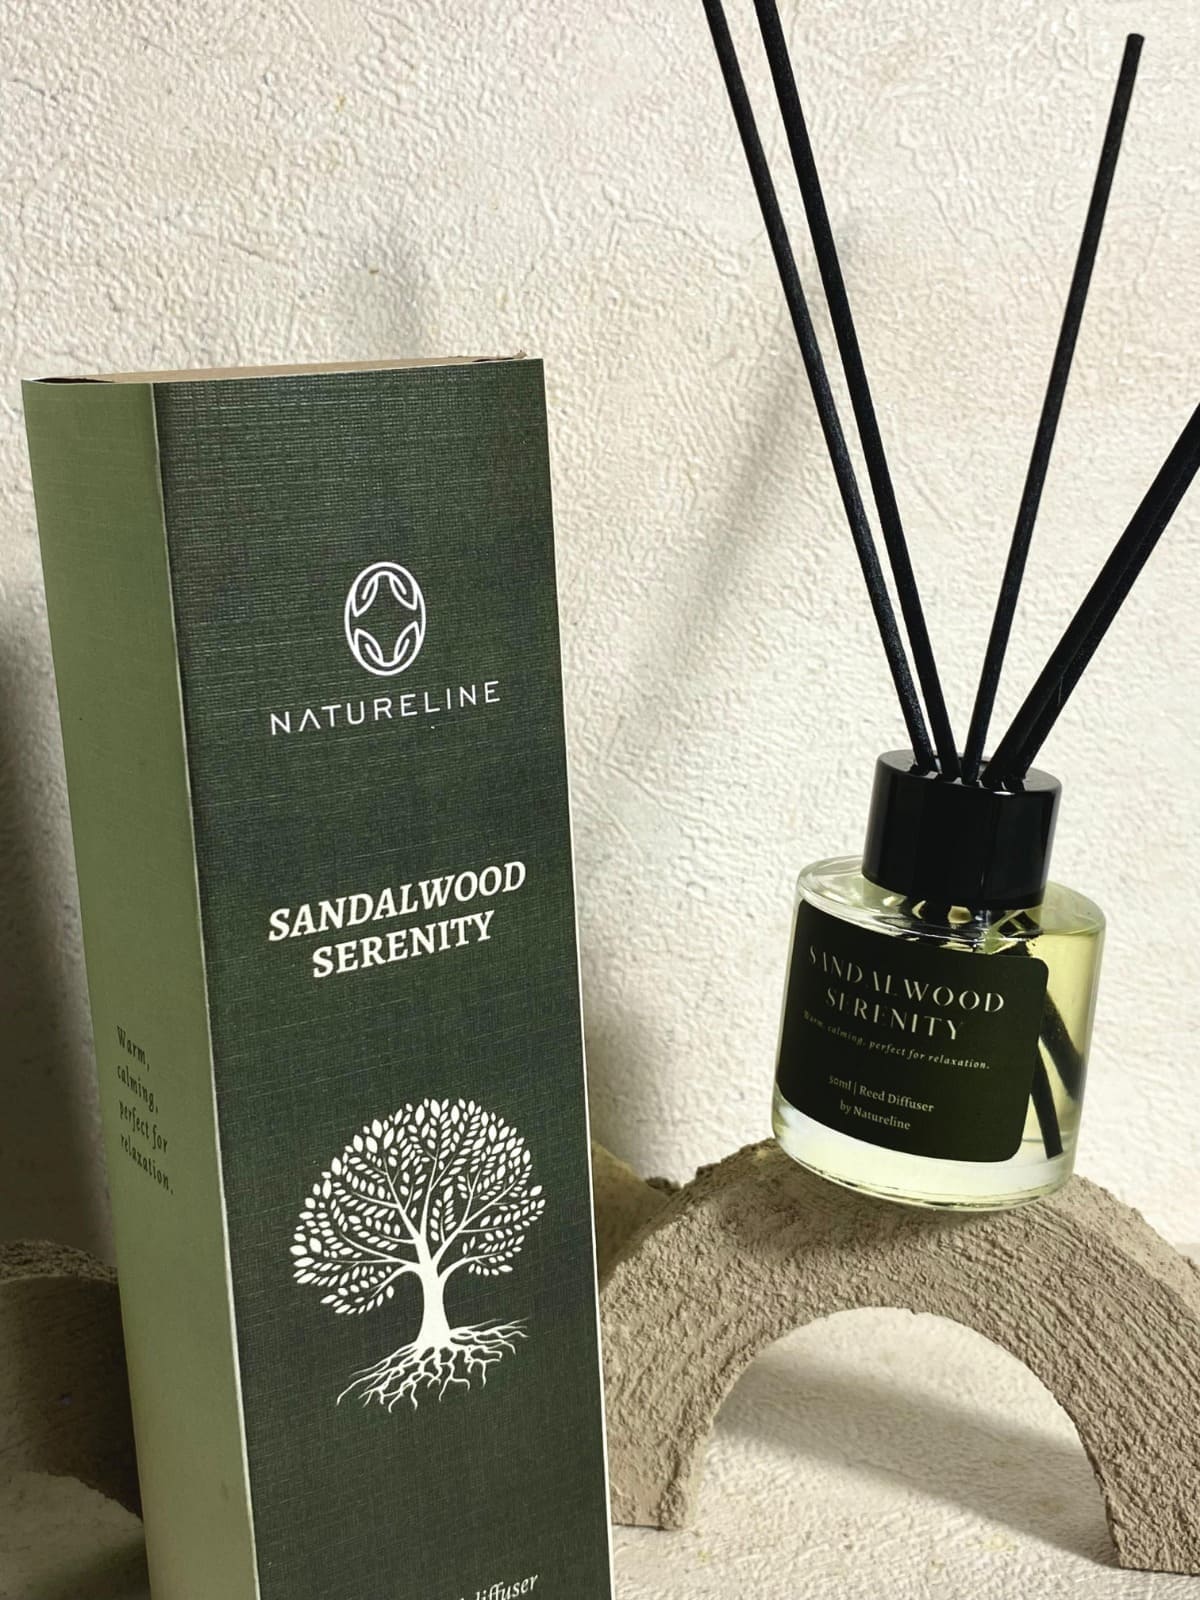 NATURELINE
SANDALWOOD
SERENITY
Warm,
calming,
perfect for
relaxation.
diffuser
SANDALWOOD
SERENITY
Warm, calming, perfect for relaxation.
50ml | Reed Diffuser
by Natureline